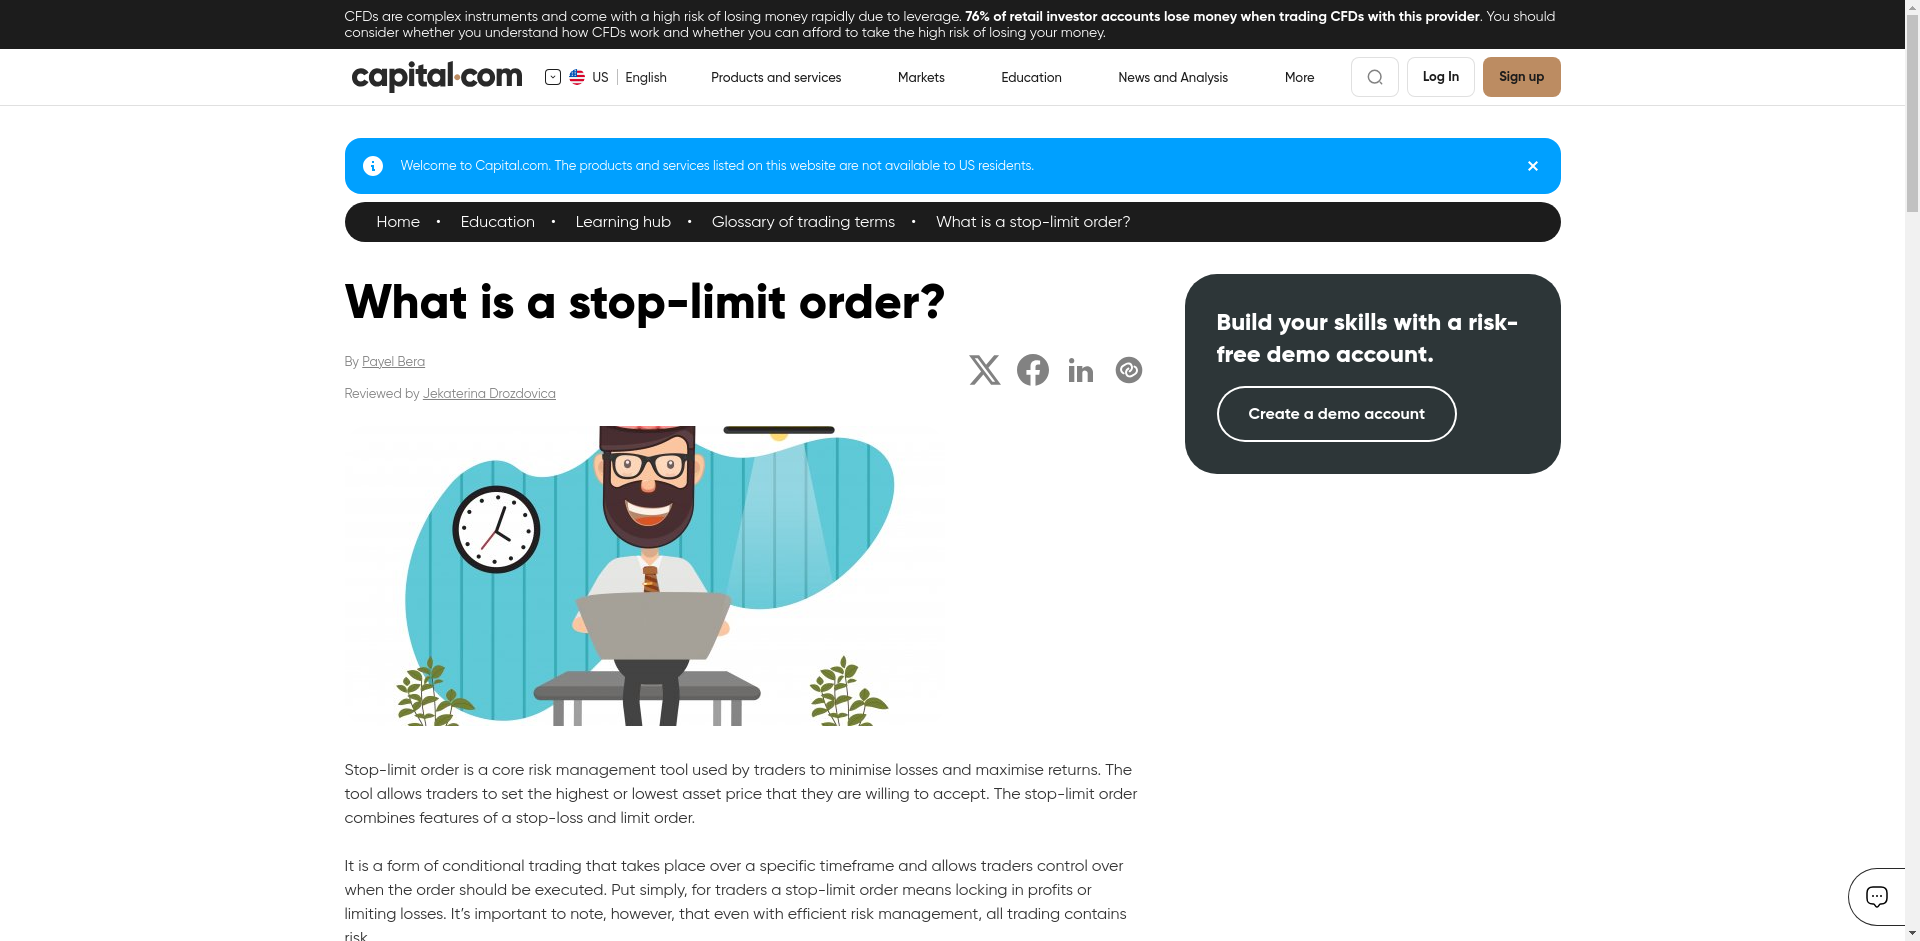 CFDs are complex instruments and come with a high risk of losing money rapidly due to leverage. 76% of retail investor accounts lose money when trading CFDs with this provider. You should
consider whether you understand how CFDs work and whether you can afford to take the high risk of losing your money.
capital.com
US
English
Products and services
Markets
Education
News and Analysis
More
Log In
Sign up
Welcome to Capital.com. The products and services listed on this website are not available to US residents.
Home • Education • Learning hub • Glossary of trading terms • What is a stop-limit order?
What is a stop-limit order?
By Payel Bera
Reviewed by Jekaterina Drozdovica
Build your skills with a risk-
free demo account.
Create a demo account
Stop-limit order is a core risk management tool used by traders to minimise losses and maximise returns. The
tool allows traders to set the highest or lowest asset price that they are willing to accept. The stop-limit order
combines features of a stop-loss and limit order.
It is a form of conditional trading that takes place over a specific timeframe and allows traders control over
when the order should be executed. Put simply, for traders a stop-limit order means locking in profits or
limiting losses. It’s important to note, however, that even with efficient risk management, all trading contains
risk.